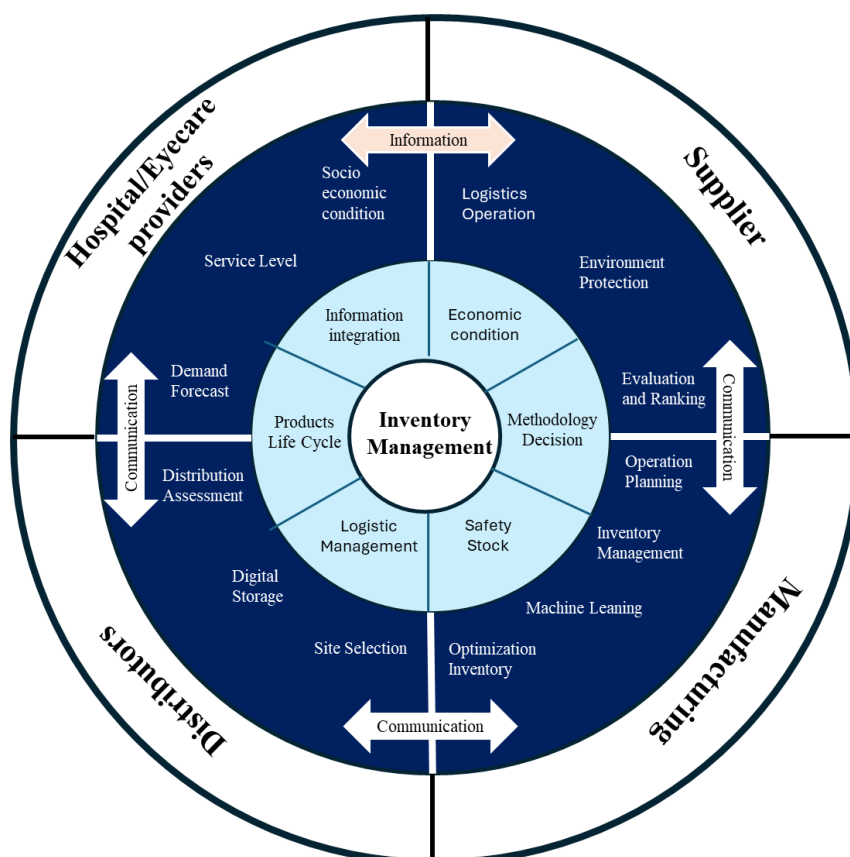 Hospital/Eyecare
providers
Supplier
Information
Socio
economic
condition
Logistics
Operation
Service Level
Environment
Protection
Information
integration
Economic
condition
Demand
Forecast
Communication
Evaluation
and Ranking
Communication
Products
Life Cycle
Inventory
Management
Methodology
Decision
Distribution
Assessment
Operation
Planning
Logistic
Management
Safety
Stock
Inventory
Management
Digital
Storage
Machine Leaning
Site Selection
Optimization
Inventory
Communication
Distributors
Manufacturing